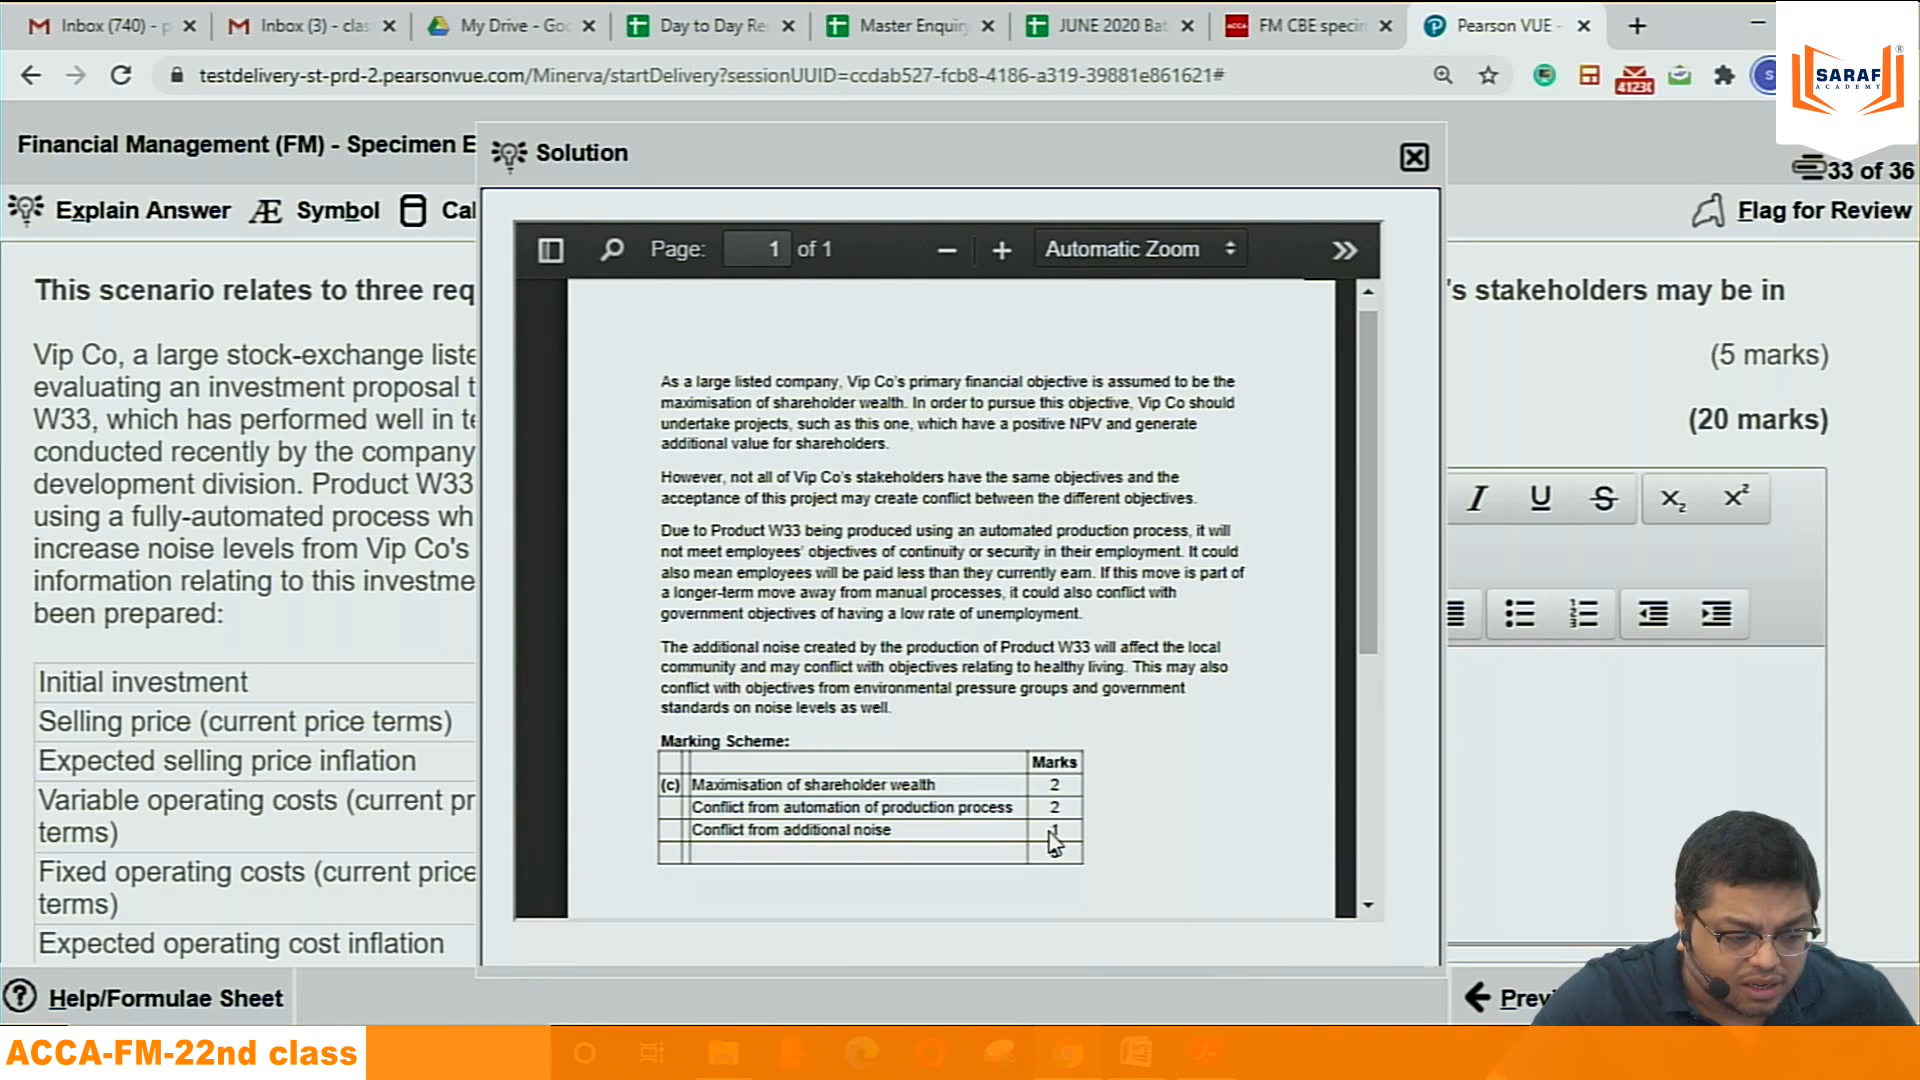 Inbox (740) - p
Inbox (3) - clas
My Drive - Goo
Day to Day Re
Master Enquiry
JUNE 2020 Bat
ACCA
FM CBE specim
Pearson VUE -
testdelivery-st-prd-2.pearsonvue.com/Minerva/startDelivery?sessionUUID=ccdab527-fcb8-4186-a319-39881e861621#
SARAF
ACADEMY
Financial Management (FM) - Specimen E
Solution
33 of 36
Explain Answer
Symbol
Cal
Flag for Review
Page: 1 of 1
Automatic Zoom
This scenario relates to three req
's stakeholders may be in
Vip Co, a large stock-exchange liste
evaluating an investment proposal t
W33, which has performed well in te
conducted recently by the company
development division. Product W33
using a fully-automated process wh
increase noise levels from Vip Co's
information relating to this investme
been prepared:
(5 marks)
(20 marks)
Initial investment
Selling price (current price terms)
Expected selling price inflation
Variable operating costs (current pr
terms)
Fixed operating costs (current price
terms)
Expected operating cost inflation
As a large listed company, Vip Co's primary financial objective is assumed to be the
maximisation of shareholder wealth. In order to pursue this objective, Vip Co should
undertake projects, such as this one, which have a positive NPV and generate
additional value for shareholders.
However, not all of Vip Co's stakeholders have the same objectives and the
acceptance of this project may create conflict between the different objectives.
Due to Product W33 being produced using an automated production process, it will
not meet employees' objectives of continuity or security in their employment. It could
also mean employees will be paid less than they currently earn. If this move is part of
a longer-term move away from manual processes, it could also conflict with
government objectives of having a low rate of unemployment.
The additional noise created by the production of Product W33 will affect the local
community and may conflict with objectives relating to healthy living. This may also
conflict with objectives from environmental pressure groups and government
standards on noise levels as well.
Marking Scheme:
Marks
(c) Maximisation of shareholder wealth 2
Conflict from automation of production process 2
Conflict from additional noise 1
I U S x₂ x²
Help/Formulae Sheet
Prev
ACCA-FM-22nd class